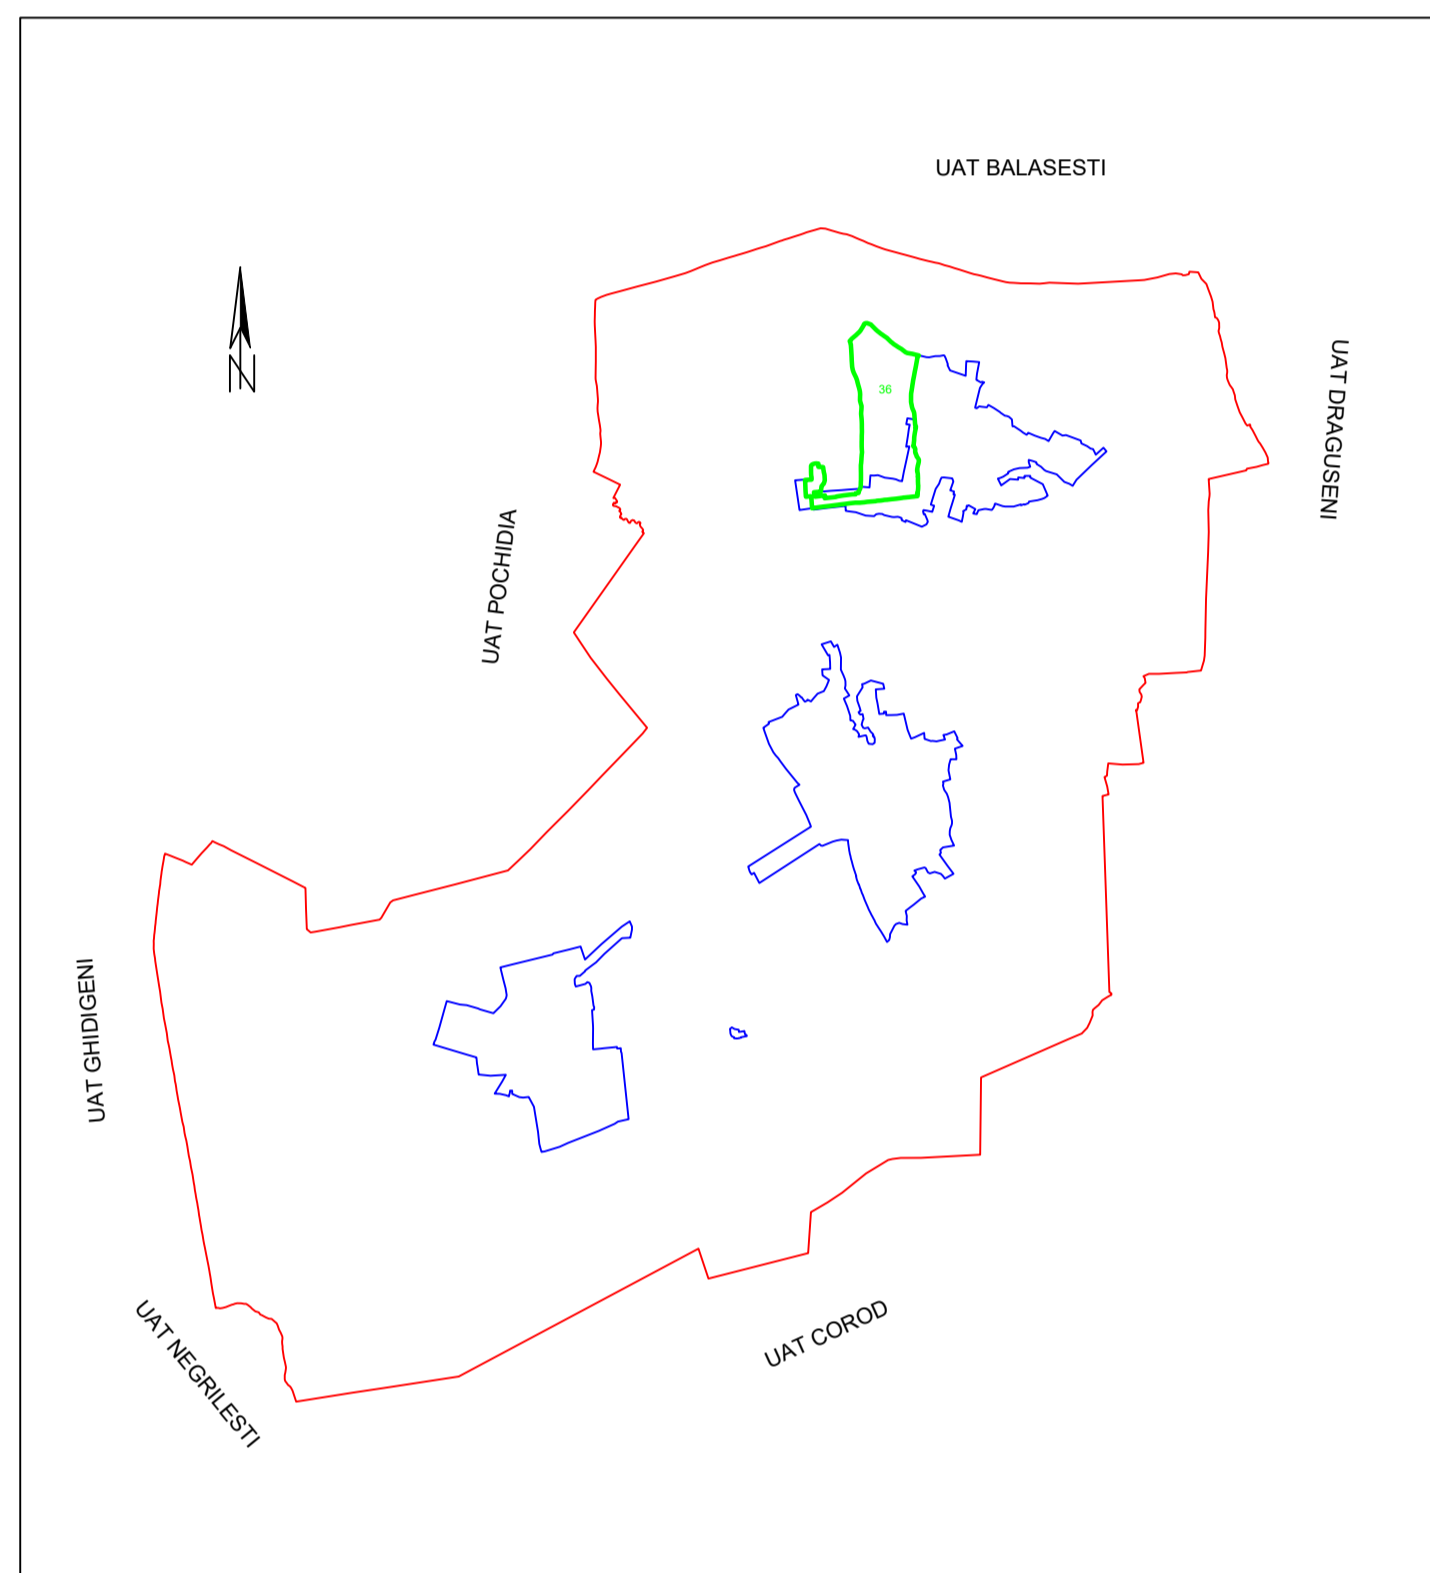 UAT BALASESTI
N
UAT DRAGUSENI
36
UAT POCHIDIA
UAT GHIDIGENI
UAT NEGRILESTI
UAT COROD